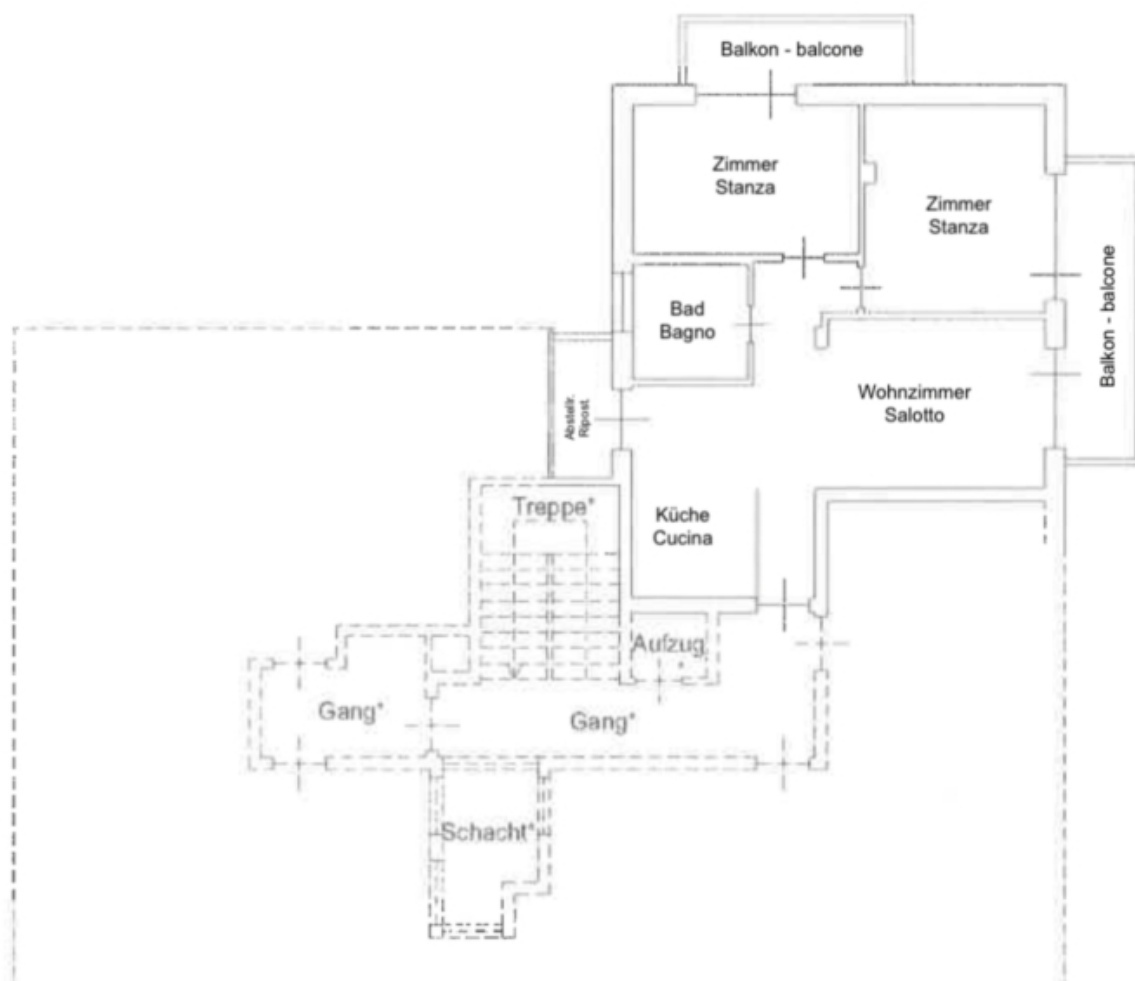 Balkon - balcone
Zimmer
Stanza
Zimmer
Stanza
Balkon - balcone
Bad
Bagno
Wohnzimmer
Salotto
Abstellr.
Ripost.
Treppe*
Küche
Cucina
Aufzug
*
Gang*
Gang*
Schacht*